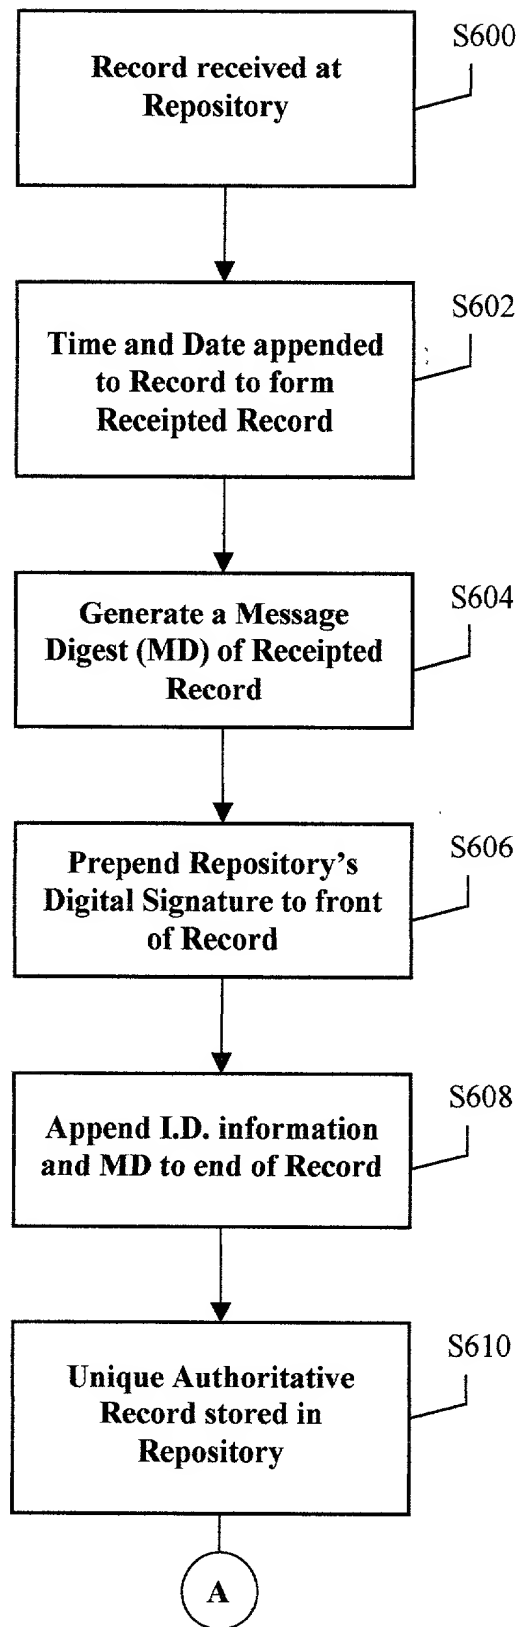 S600
Record received at
Repository
S602
Time and Date appended
to Record to form
Receipted Record
S604
Generate a Message
Digest (MD) of Receipted
Record
S606
Prepend Repository's
Digital Signature to front
of Record
S608
Append I.D. information
and MD to end of Record
S610
Unique Authoritative
Record stored in
Repository
A